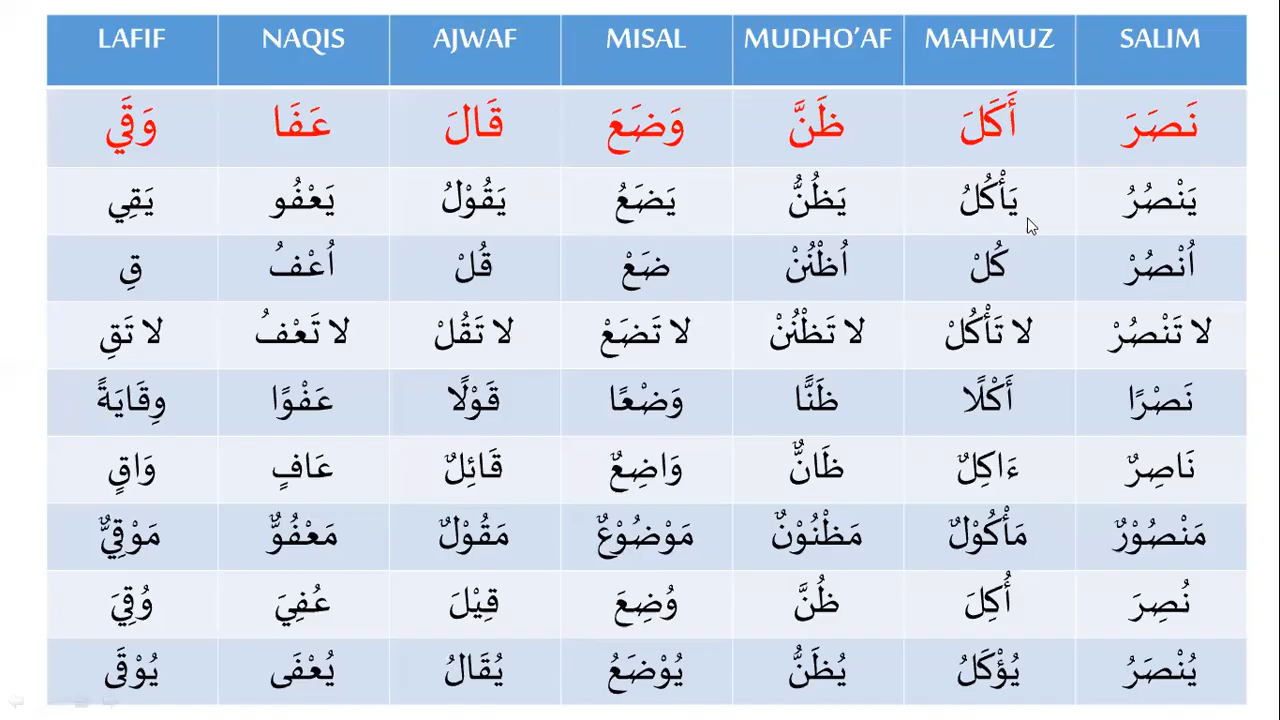 LAFIF NAQIS AJWAF MISAL MUDHO'AF MAHMUZ SALIM
نَصَرَ أَكَلَ ظَنَّ وَضَعَ قَالَ عَفَا وَقَي
يَنْصُرُ يَأْكُلُ يَظُنُّ يَضَعُ يَقُوْلُ يَعْفُو يَقِي
اُنْصُرْ كُلْ اُظْنُنْ ضَعْ قُلْ اُعْفُ قِ
لا تَنْصُرْ لا تَأْكُلْ لا تَظْنُنْ لا تَضَعْ لا تَقُلْ لا تَعْفُ لا تَقِ
نَصْرًا أَكْلًا ظَنًّا وَضْعًا قَوْلًا عَفْوًا وِقَايَةً
نَاصِرٌ ءَاكِلٌ ظَانٌّ وَاضِعٌ قَائِلٌ عَافٍ وَاقٍ
مَنْصُوْرٌ مَأْكُوْلٌ مَظْنُوْنٌ مَوْضُوْعٌ مَقُوْلٌ مَعْفُوٌّ مَوْقِيٌّ
نُصِرَ أُكِلَ ظُنَّ وُضِعَ قِيْلَ عُفِيَ وُقِيَ
يُنْصَرُ يُؤْكَلُ يُظَنُّ يُوْضَعُ يُقَالُ يُعْفَى يُوْقَى